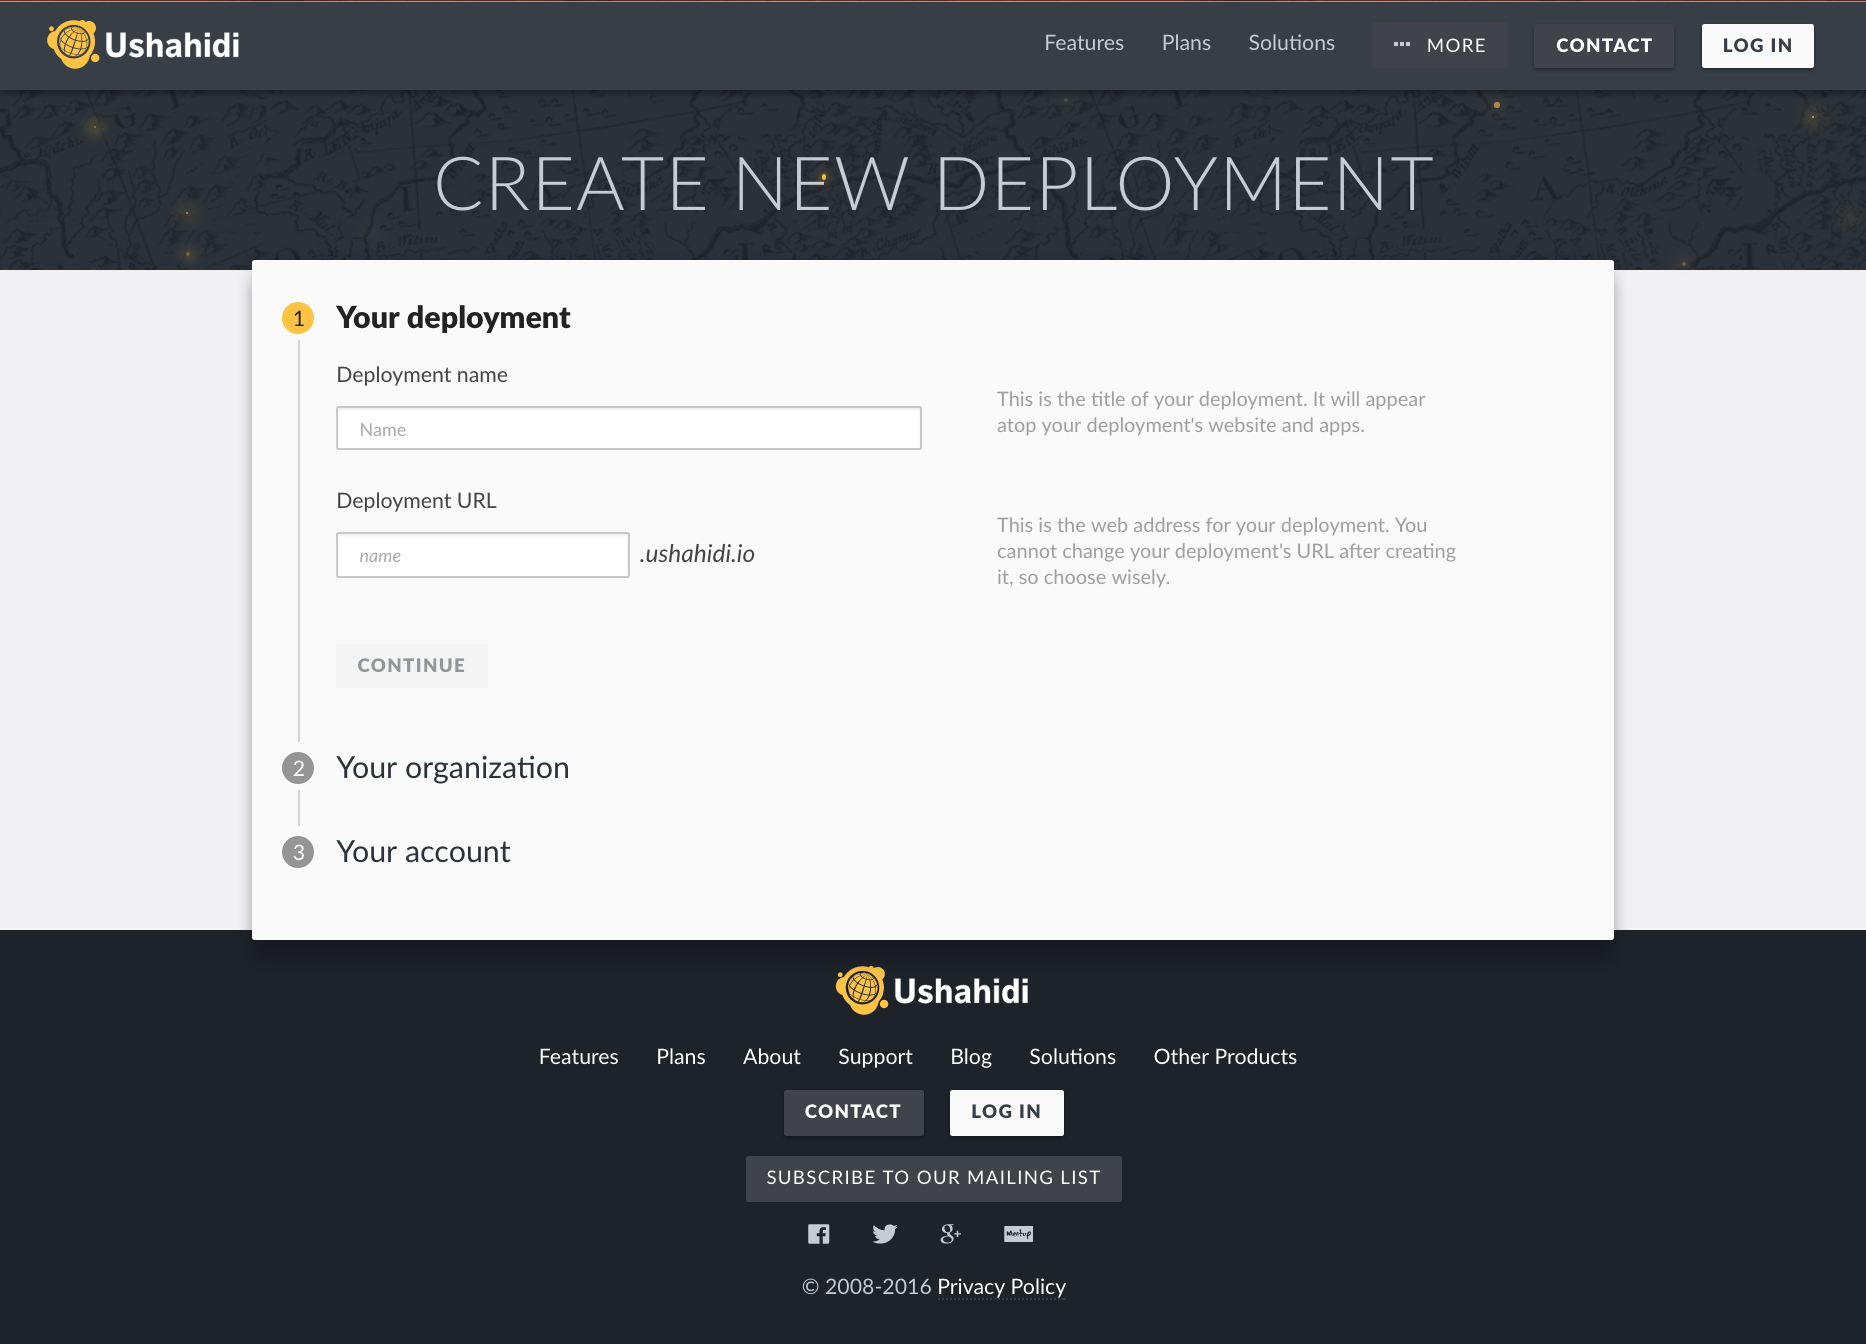 Ushahidi
Features Plans Solutions ··· MORE CONTACT LOG IN
CREATE NEW DEPLOYMENT
1 Your deployment
Deployment name
Name
This is the title of your deployment. It will appear
atop your deployment's website and apps.
Deployment URL
name .ushahidi.io
This is the web address for your deployment. You
cannot change your deployment's URL after creating
it, so choose wisely.
CONTINUE
2 Your organization
3 Your account
Ushahidi
Features Plans About Support Blog Solutions Other Products
CONTACT LOG IN
SUBSCRIBE TO OUR MAILING LIST
Meetup
© 2008-2016 Privacy Policy